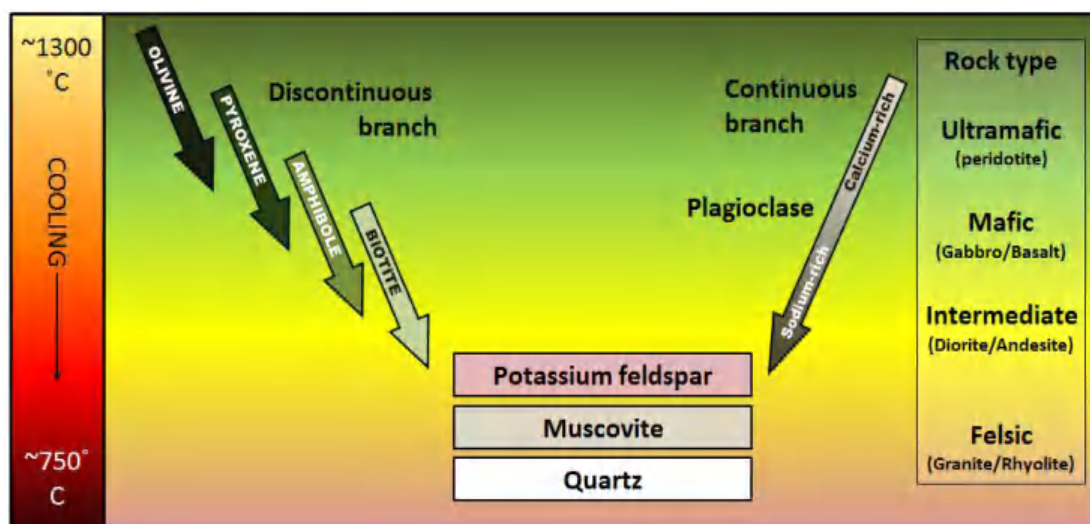 ~1300
˚C
COOLING
~750˚
C
OLIVINE
PYROXENE
AMPHIBOLE
BIOTITE
Discontinuous
branch
Continuous
branch
Plagioclase
Calcium-rich
Sodium-rich
Potassium feldspar
Muscovite
Quartz
Rock type
Ultramafic
(peridotite)
Mafic
(Gabbro/Basalt)
Intermediate
(Diorite/Andesite)
Felsic
(Granite/Rhyolite)